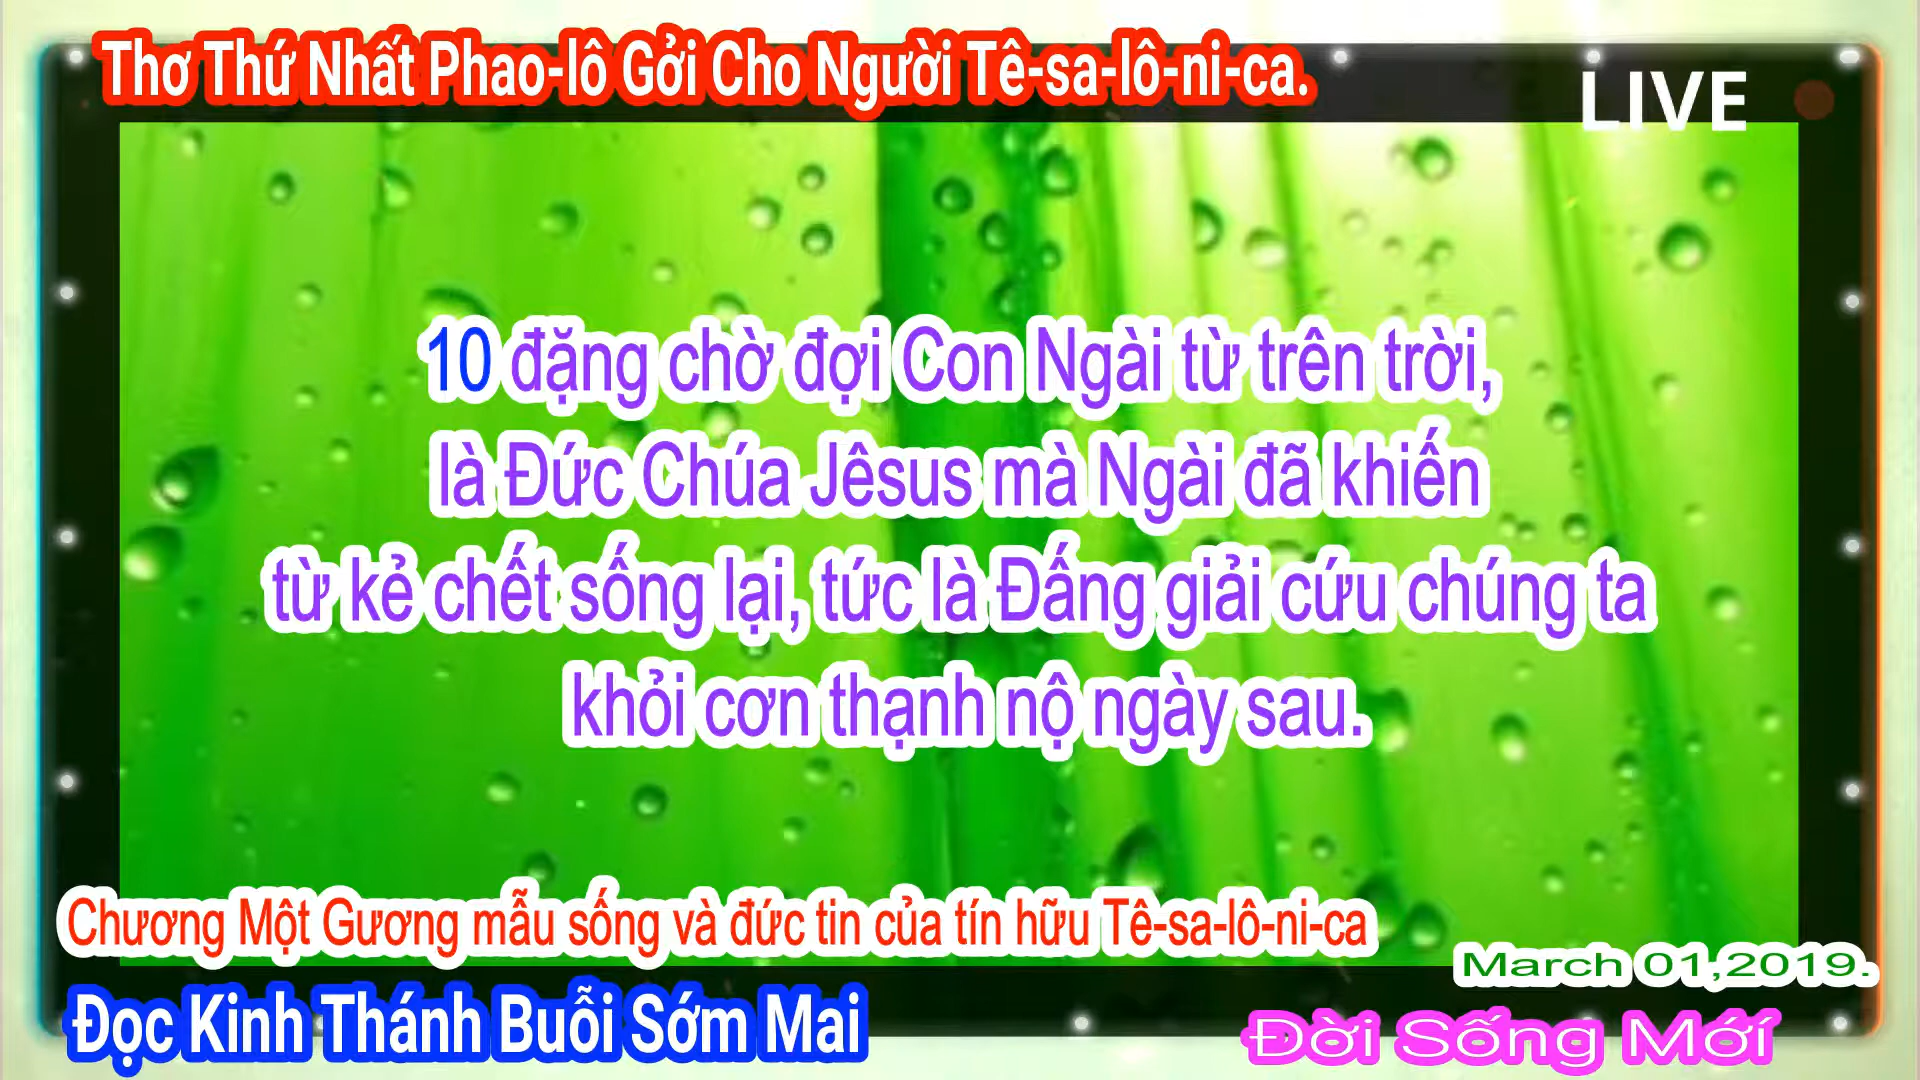 Thơ Thứ Nhất Phao-lô Gởi Cho Người Tê-sa-lô-ni-ca.
LIVE
10 đặng chờ đợi Con Ngài từ trên trời,
là Đức Chúa Jêsus mà Ngài đã khiến
từ kẻ chết sống lại, tức là Đấng giải cứu chúng ta
khỏi cơn thạnh nộ ngày sau.
Chương Một Gương mẫu sống và đức tin của tín hữu Tê-sa-lô-ni-ca
March 01,2019.
Đọc Kinh Thánh Buỗi Sớm Mai
Đời Sống Mới